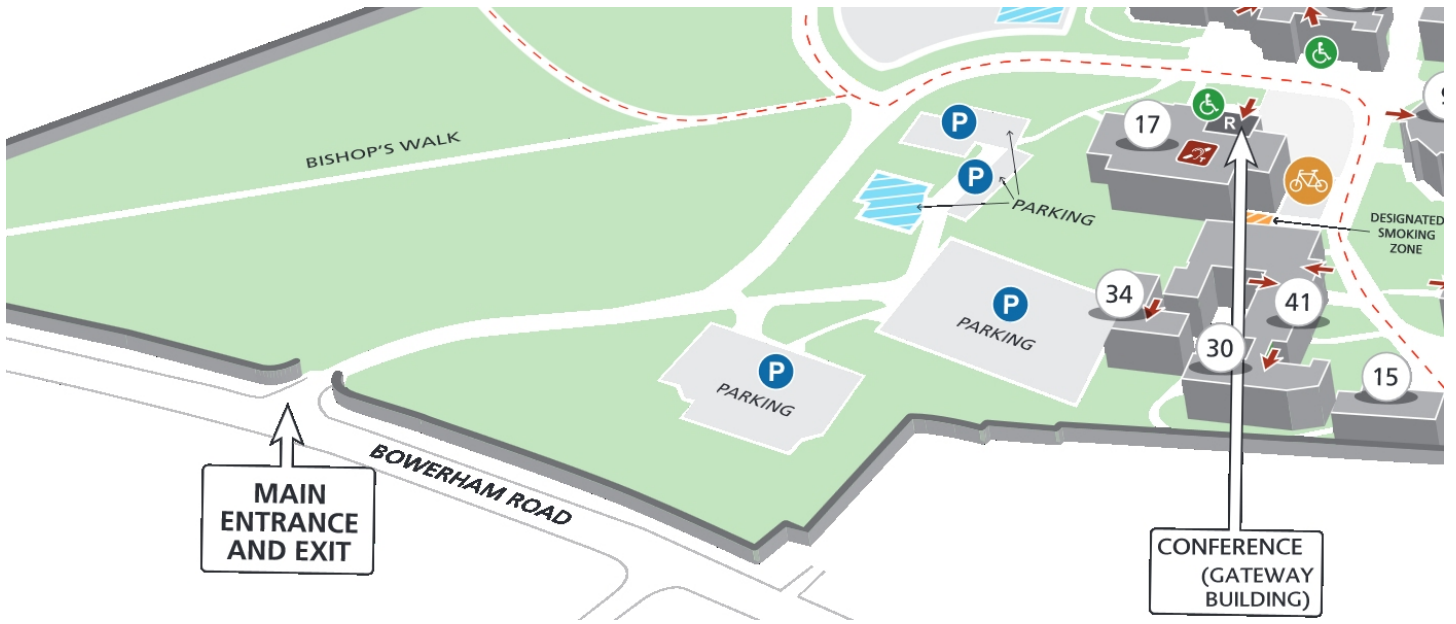 BISHOP'S WALK
P
P
PARKING
17
R
DESIGNATED
SMOKING
ZONE
P
PARKING
34
41
30
15
P
PARKING
BOWERHAM ROAD
MAIN
ENTRANCE
AND EXIT
CONFERENCE
(GATEWAY
BUILDING)